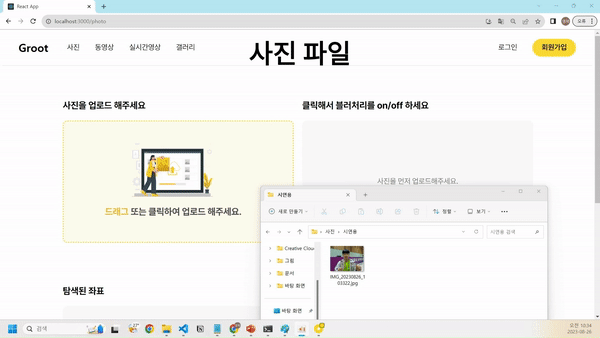 React App
localhost:3000/photo
오류
Groot
사진
동영상
실시간영상
갤러리
사진 파일
로그인
회원가입
사진을 업로드 해주세요
클릭해서 블러처리를 on/off 하세요
드래그 또는 클릭하여 업로드 해주세요.
사진을 먼저 업로드해주세요.
시연용
새로 만들기
정렬
보기
사진 > 시연용
시연용 검색
Creative Cloud
그림
문서
바탕 화면
바탕 화면
IMG_20230826_1
03322.jpg
탐색된 좌표
검색
오전 10:34
2023-08-26